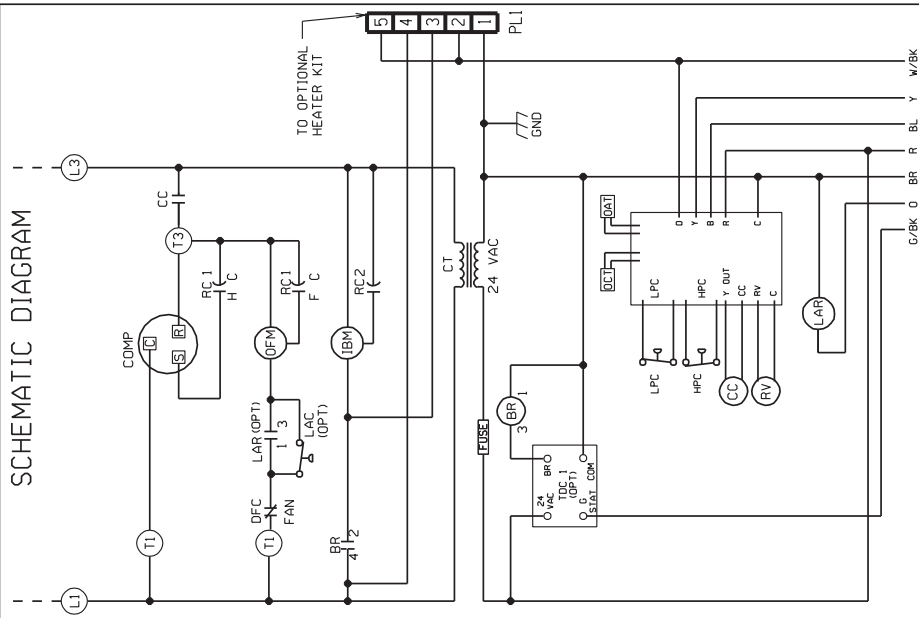 SCHEMATIC DIAGRAM
L1
L3
T1
COMP
C
S
R
T3
CC
RC 1
H C
T1
DFC
FAN
LAR(OPT)
1 3
LAC
(OPT)
OFM
RC1
F C
BR
4 2
IBM
RC2
CT
24 VAC
FUSE
TO OPTIONAL
HEATER KIT
5
4
3
2
1
PL1
GND
BR
3 1
24
VAC
BR
TDC 1
(OPT)
G
STAT
COM
OCT
OAT
LPC
LPC
HPC
HPC
Y OUT
CC
RV
C
CC
RV
D
Y
B
R
C
LAR
W/BK
Y
BL
R
BR
O
G/BK